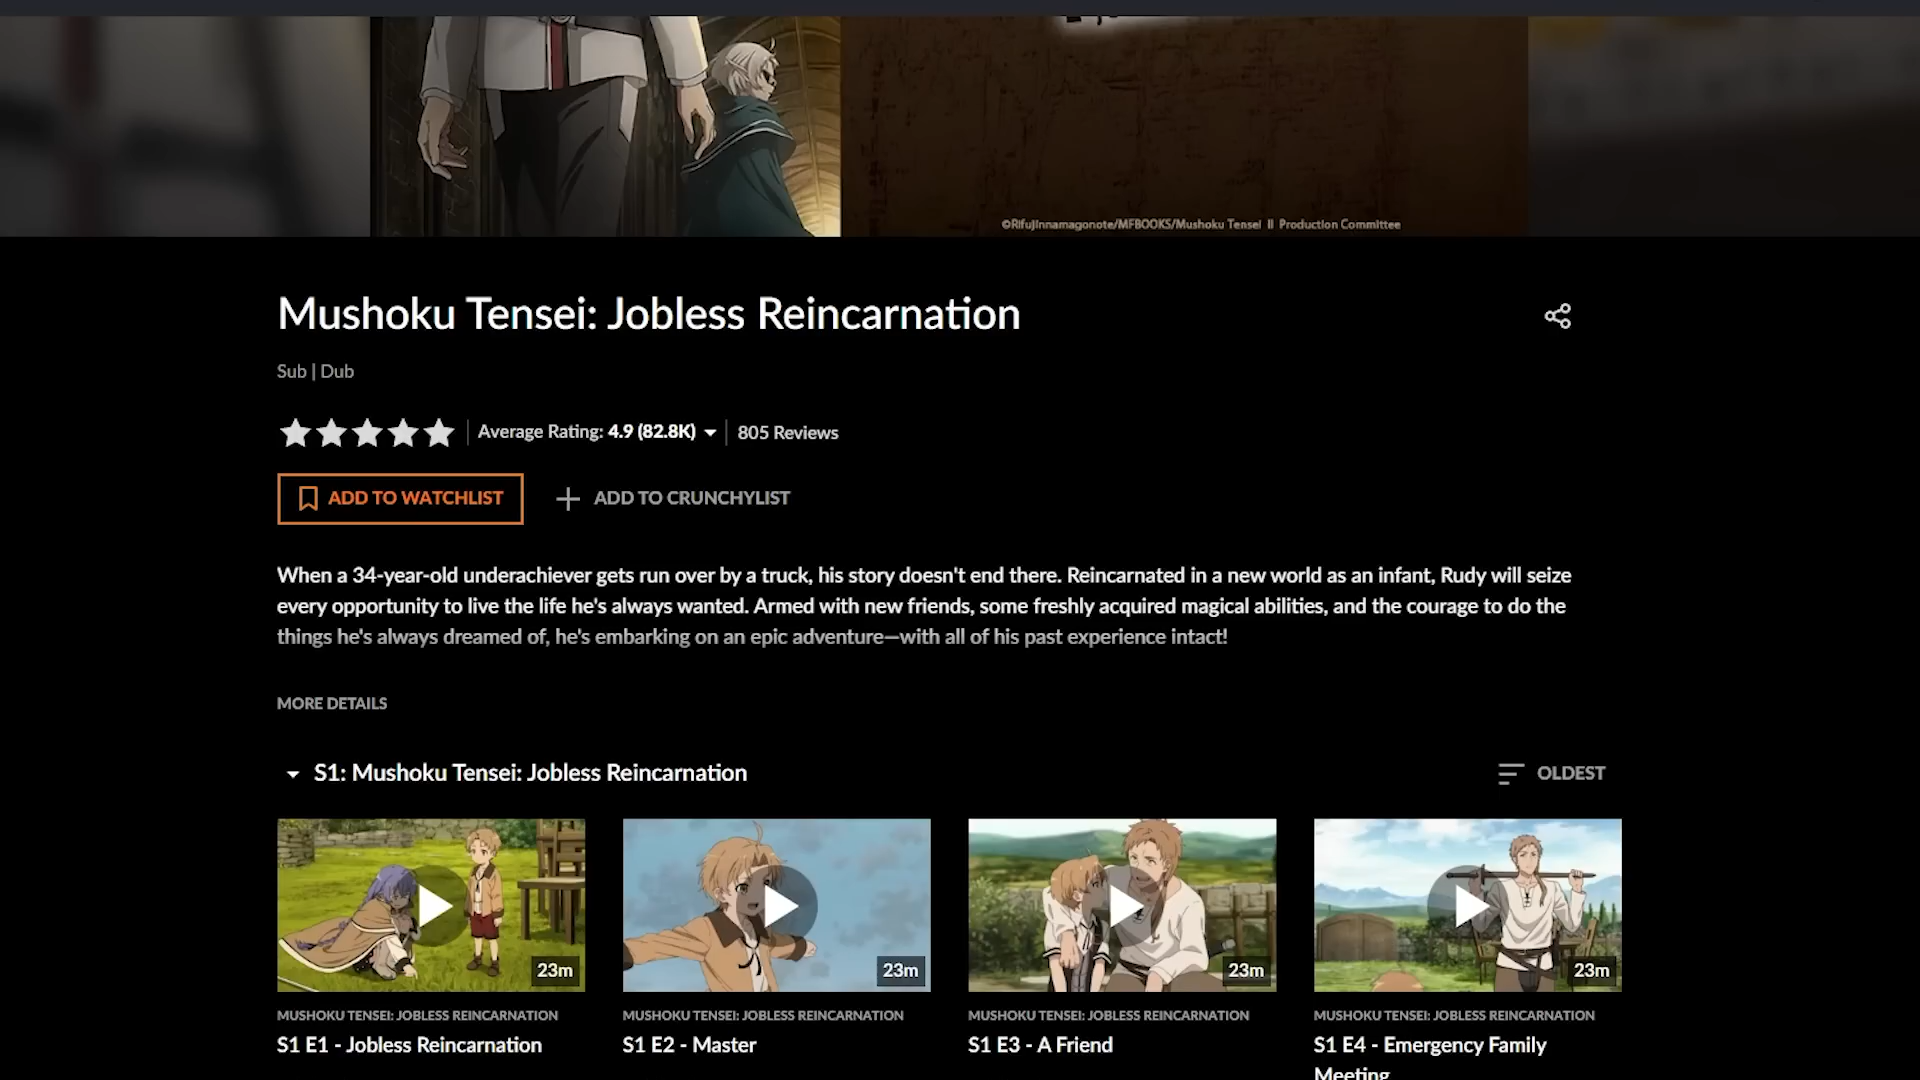 ©Rifujinnamagonote/MFBOOKS/Mushoku Tensei II Production Committee
Mushoku Tensei: Jobless Reincarnation
Sub | Dub
Average Rating: 4.9 (82.8K)
805 Reviews
ADD TO WATCHLIST
ADD TO CRUNCHYLIST
When a 34-year-old underachiever gets run over by a truck, his story doesn't end there. Reincarnated in a new world as an infant, Rudy will seize
every opportunity to live the life he's always wanted. Armed with new friends, some freshly acquired magical abilities, and the courage to do the
things he's always dreamed of, he's embarking on an epic adventure—with all of his past experience intact!
MORE DETAILS
S1: Mushoku Tensei: Jobless Reincarnation
OLDEST
23m
23m
23m
23m
MUSHOKU TENSEI: JOBLESS REINCARNATION
S1 E1 - Jobless Reincarnation
MUSHOKU TENSEI: JOBLESS REINCARNATION
S1 E2 - Master
MUSHOKU TENSEI: JOBLESS REINCARNATION
S1 E3 - A Friend
MUSHOKU TENSEI: JOBLESS REINCARNATION
S1 E4 - Emergency Family
Meeting